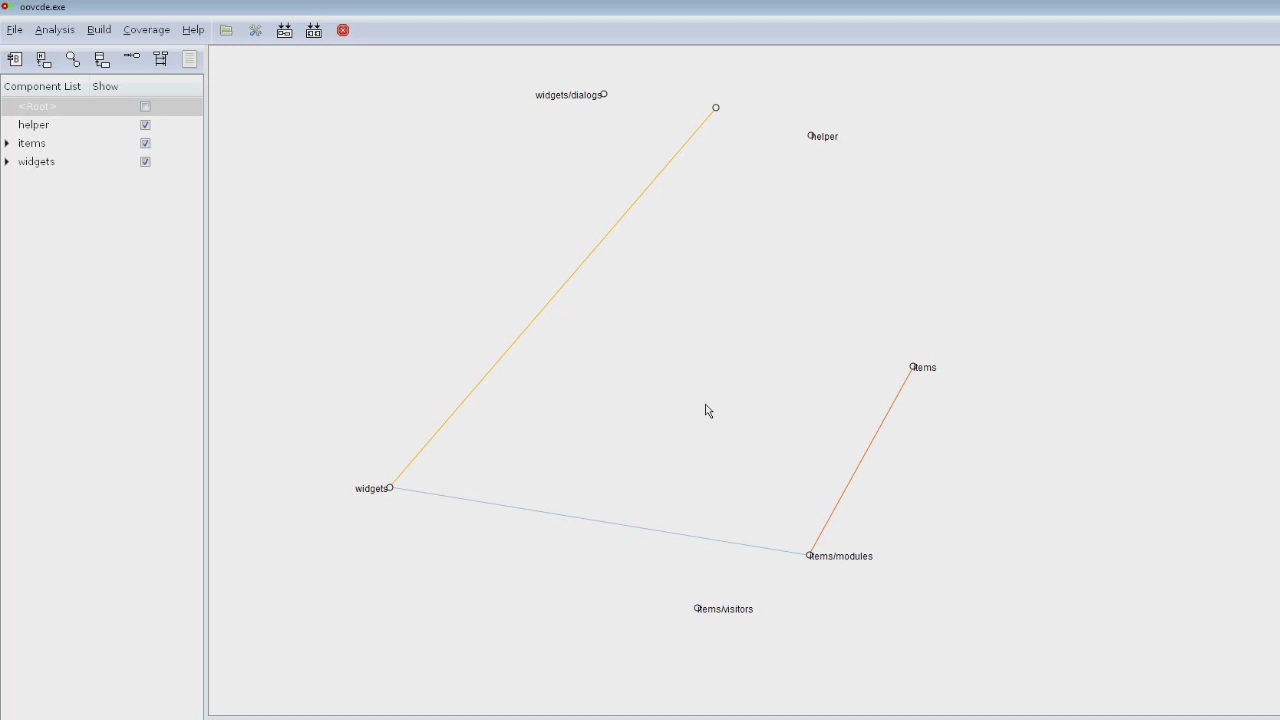 oovcde.exe
File Analysis Build Coverage Help
Component List Show
<Root>
helper
items
widgets
widgets/dialogs
helper
items
widgets
items/modules
items/visitors